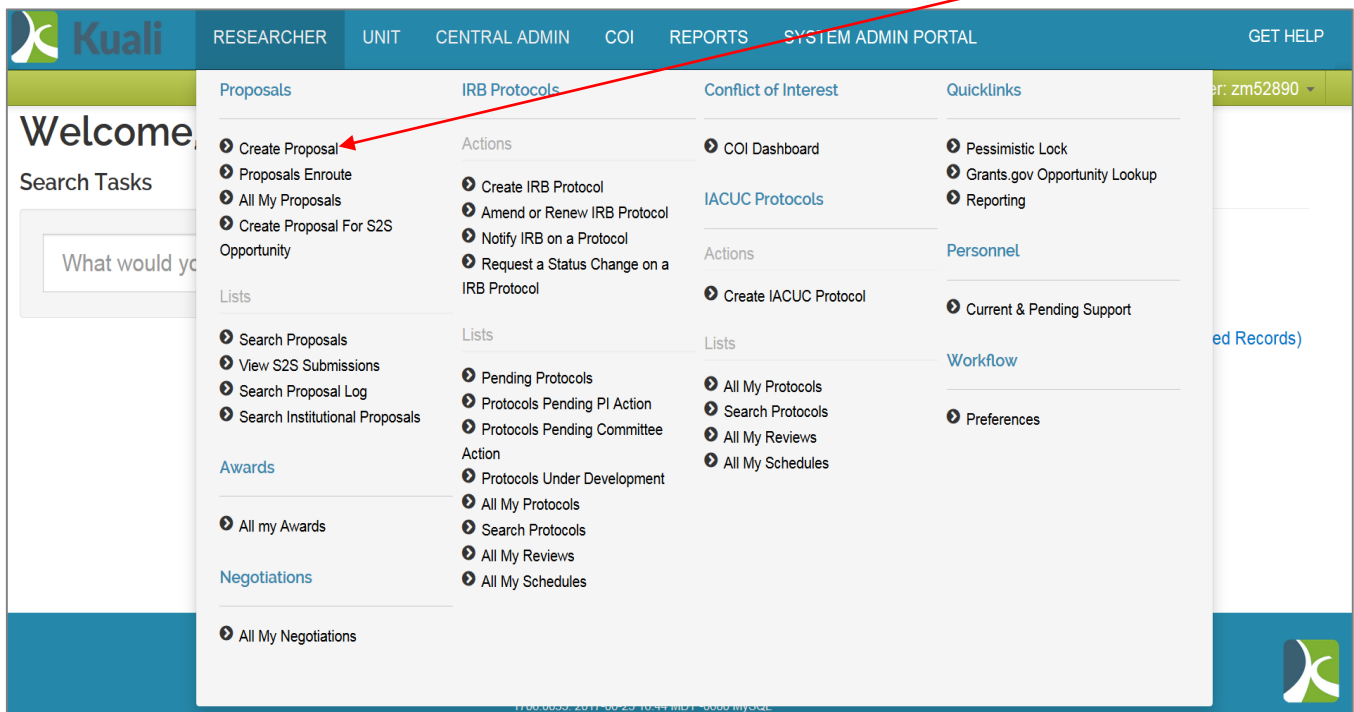 Kuali
RESEARCHER UNIT CENTRAL ADMIN COI REPORTS SYSTEM ADMIN PORTAL GET HELP
er: zm52890
Welcome,
Search Tasks
What would yo
Proposals
Create Proposal
Proposals Enroute
All My Proposals
Create Proposal For S2S
Opportunity
Lists
Search Proposals
View S2S Submissions
Search Proposal Log
Search Institutional Proposals
Awards
All my Awards
Negotiations
All My Negotiations
IRB Protocols
Actions
Create IRB Protocol
Amend or Renew IRB Protocol
Notify IRB on a Protocol
Request a Status Change on a
IRB Protocol
Lists
Pending Protocols
Protocols Pending PI Action
Protocols Pending Committee
Action
Protocols Under Development
All My Protocols
Search Protocols
All My Reviews
All My Schedules
Conflict of Interest
COI Dashboard
IACUC Protocols
Actions
Create IACUC Protocol
Lists
All My Protocols
Search Protocols
All My Reviews
All My Schedules
Quicklinks
Pessimistic Lock
Grants.gov Opportunity Lookup
Reporting
Personnel
Current & Pending Support
Workflow
Preferences
ed Records)